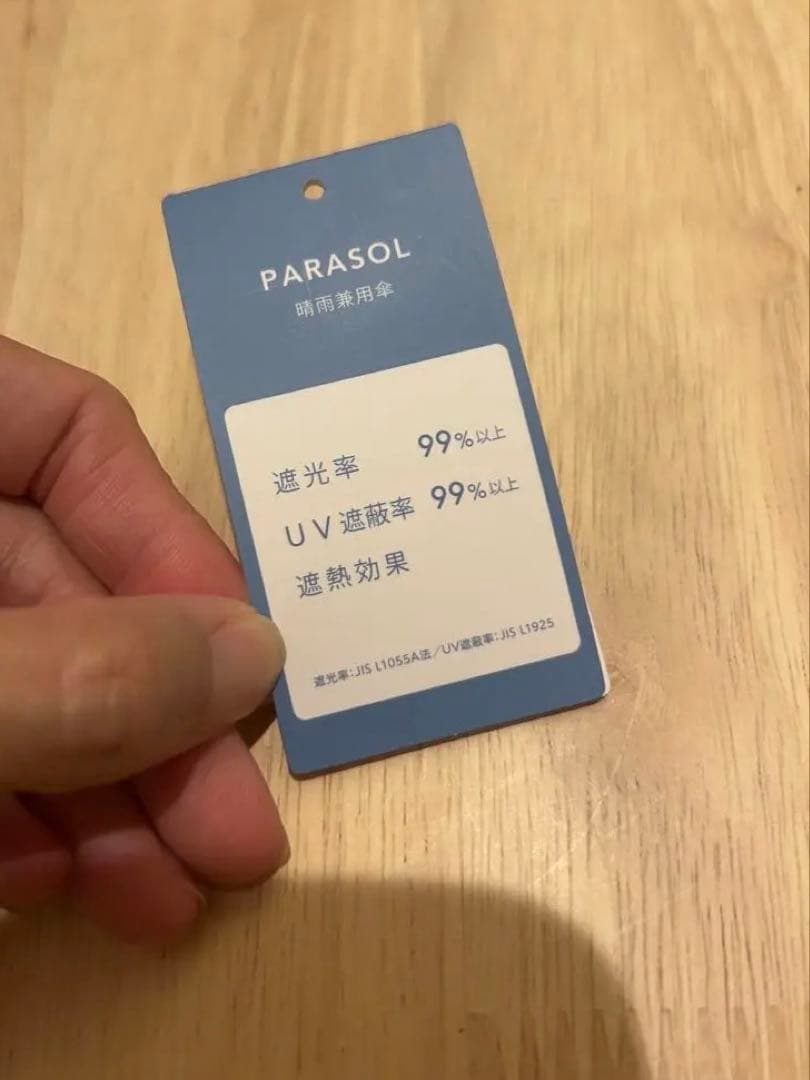 PARASOL
晴雨兼用傘
遮光率 99%以上
UV遮蔽率 99%以上
遮熱効果
遮光率:JIS L1055A法/UV遮蔽率:JIS L1925